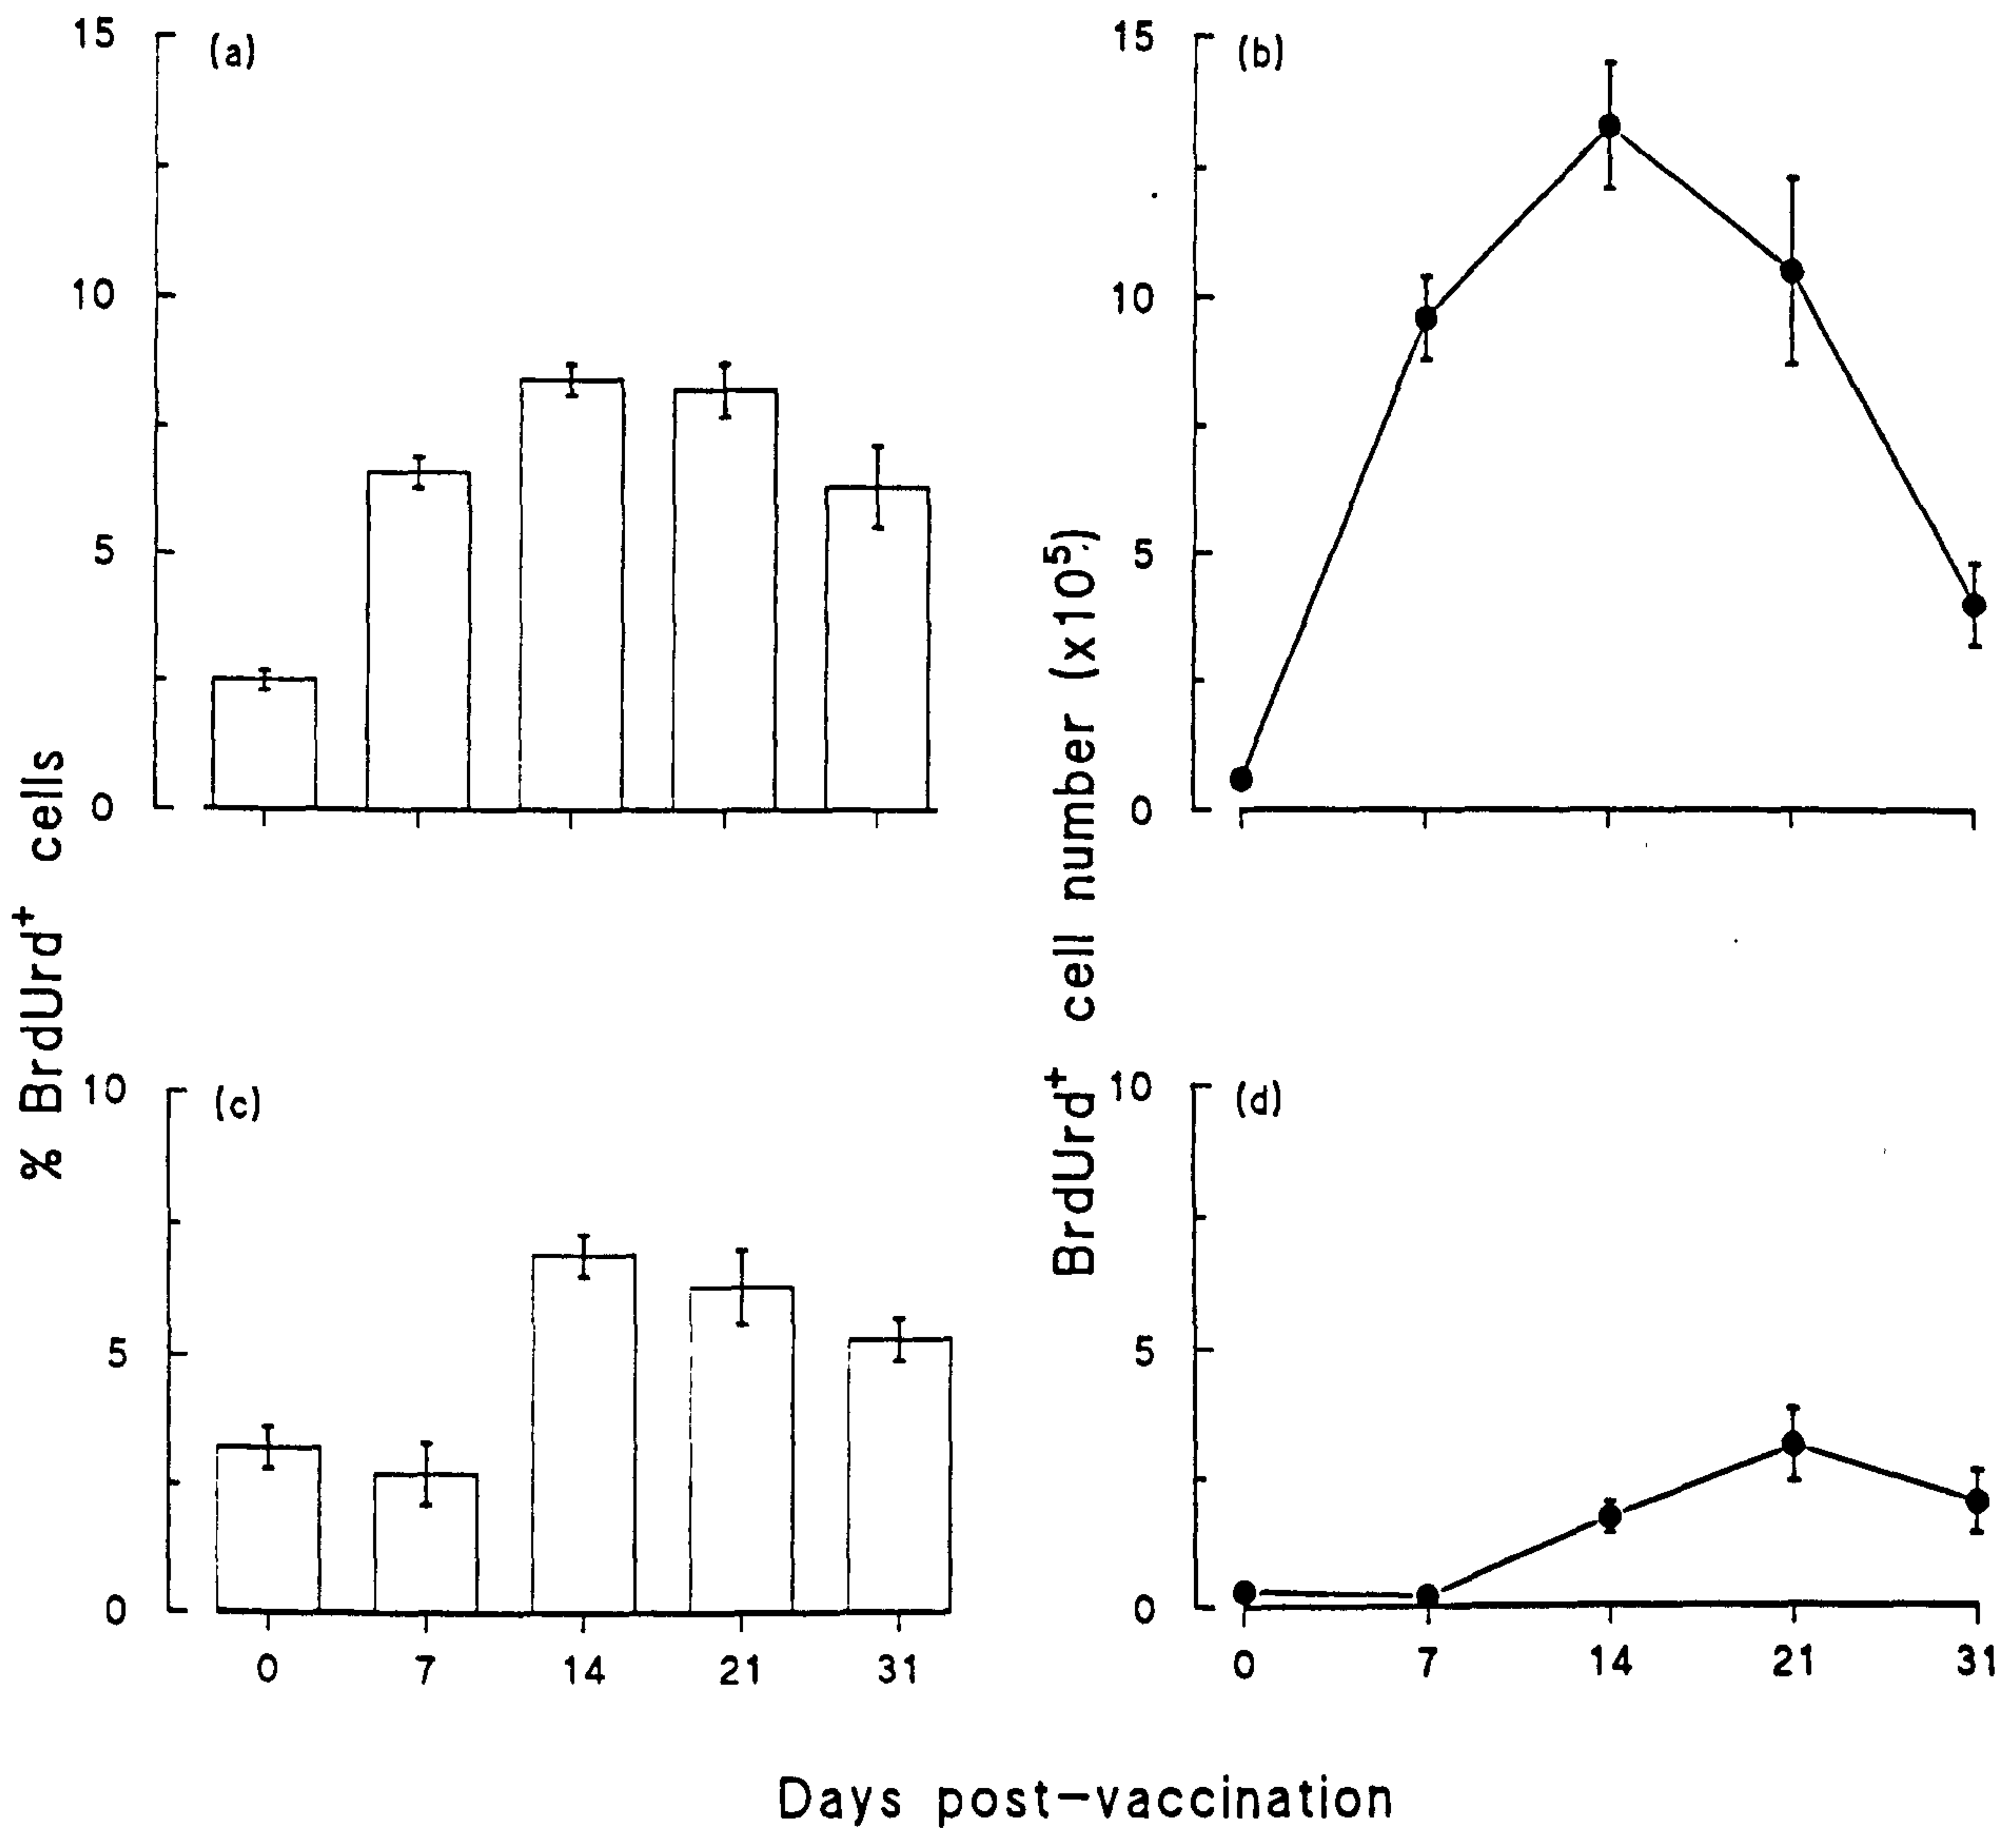 (a)
15
10
5
0
(b)
15
10
5
0
% BrdUrd⁺ cells
BrdUrd⁺ cell number (x10⁵)
(c)
10
5
0
0 7 14 21 31
(d)
10
5
0
0 7 14 21 31
Days post-vaccination